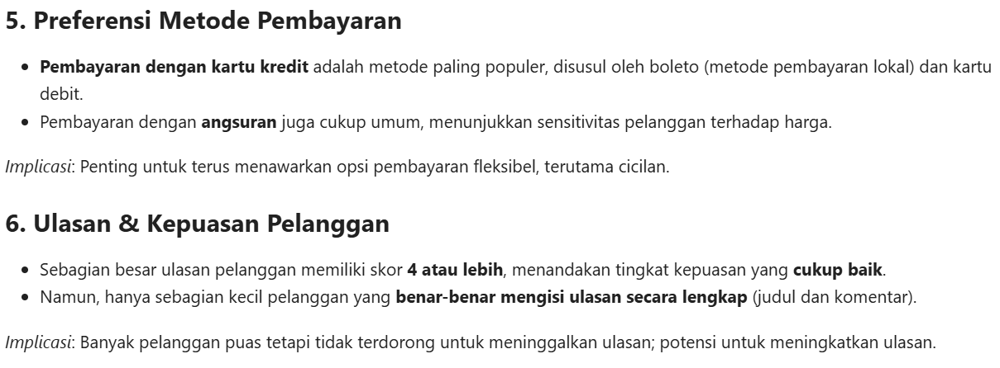 5. Preferensi Metode Pembayaran
• Pembayaran dengan kartu kredit adalah metode paling populer, disusul oleh boleto (metode pembayaran lokal) dan kartu
debit.
• Pembayaran dengan angsuran juga cukup umum, menunjukkan sensitivitas pelanggan terhadap harga.
Implicasi: Penting untuk terus menawarkan opsi pembayaran fleksibel, terutama cicilan.
6. Ulasan & Kepuasan Pelanggan
• Sebagian besar ulasan pelanggan memiliki skor 4 atau lebih, menandakan tingkat kepuasan yang cukup baik.
• Namun, hanya sebagian kecil pelanggan yang benar-benar mengisi ulasan secara lengkap (judul dan komentar).
Implicasi: Banyak pelanggan puas tetapi tidak terdorong untuk meninggalkan ulasan; potensi untuk meningkatkan ulasan.